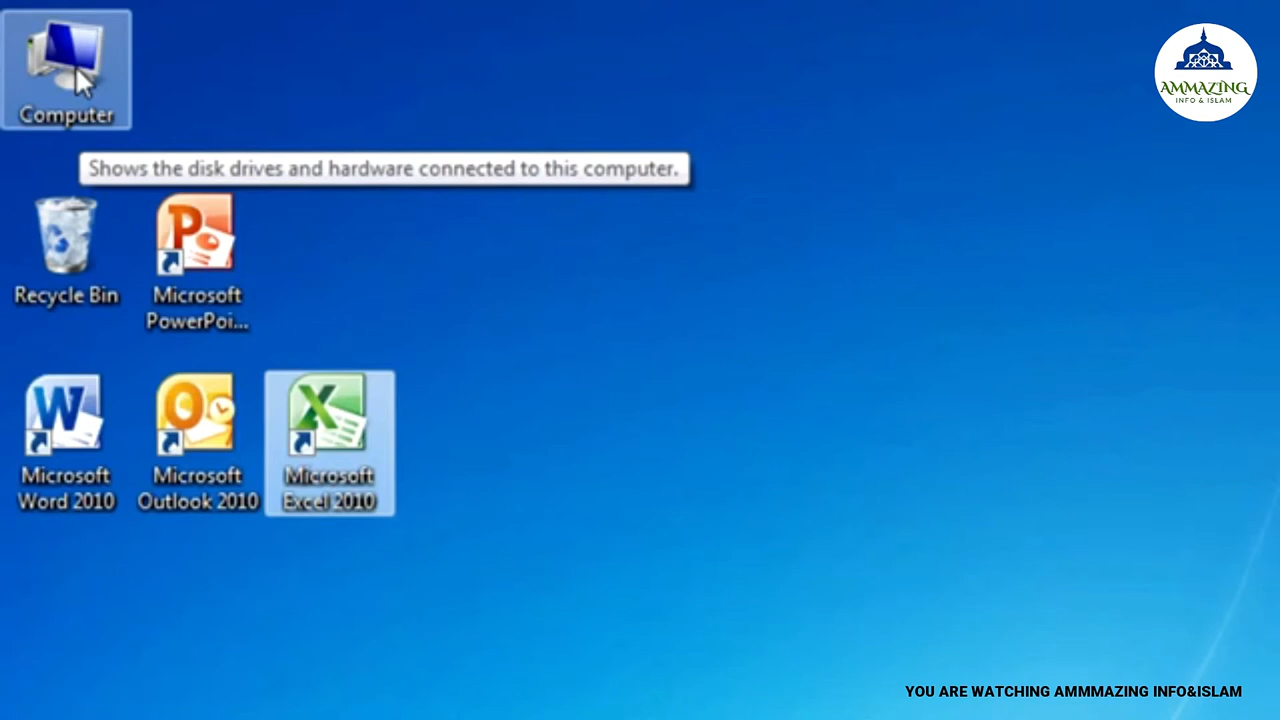 Computer
AMMAZING
INFO & ISLAM
Shows the disk drives and hardware connected to this computer.
Recycle Bin
Microsoft
PowerPoi...
Microsoft
Word 2010
Microsoft
Outlook 2010
Microsoft
Excel 2010
YOU ARE WATCHING AMMMAZING INFO&ISLAM